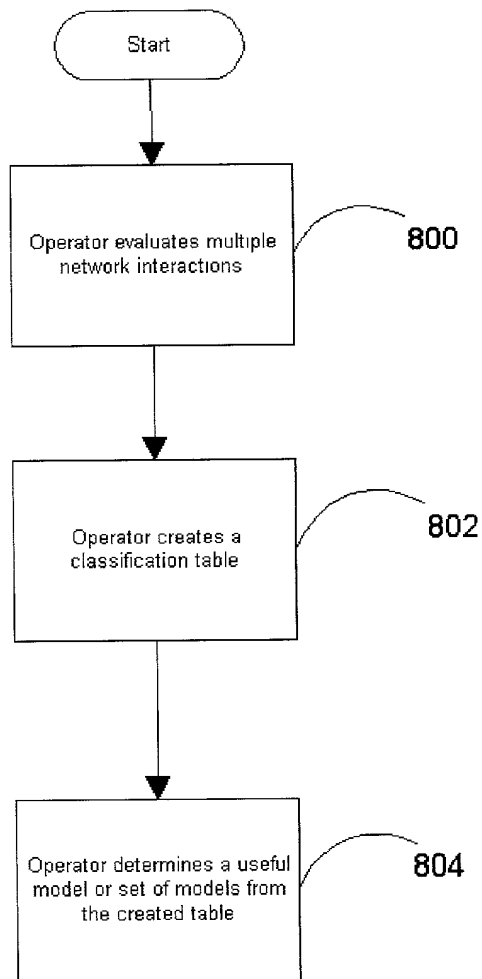 Start
Operator evaluates multiple
network interactions
800
Operator creates a
classification table
802
Operator determines a useful
model or set of models from
the created table
804